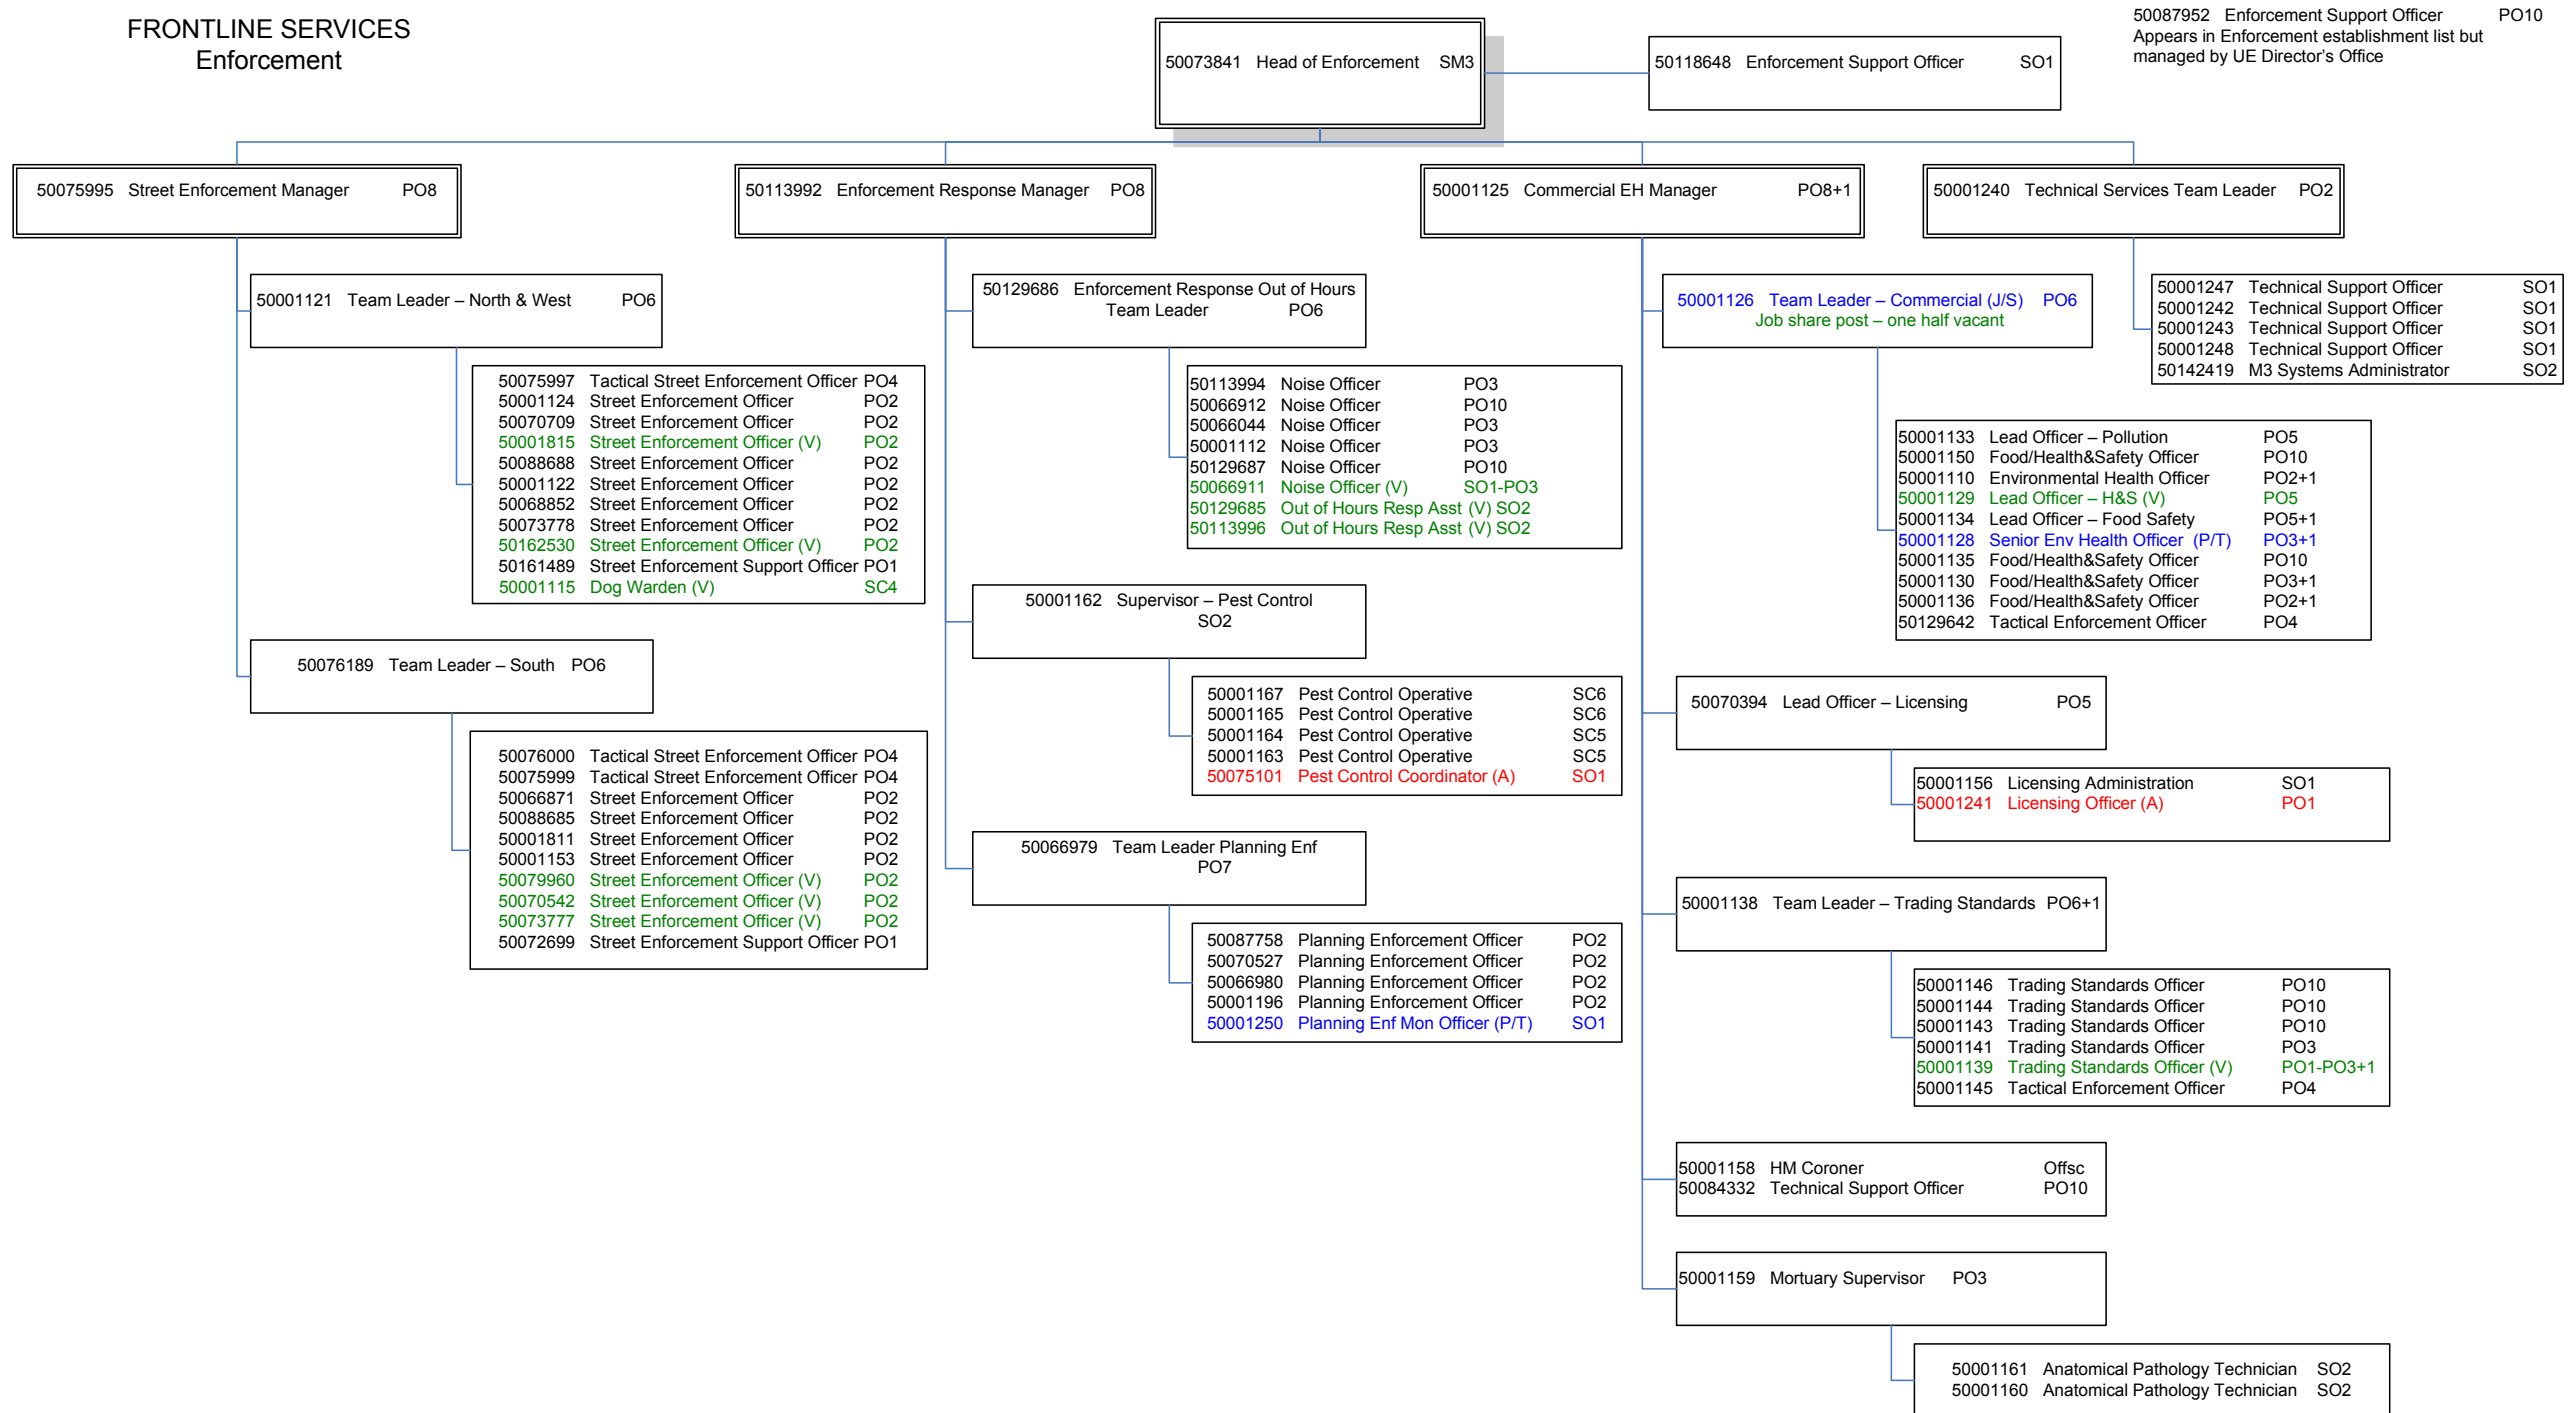 FRONTLINE SERVICES
Enforcement
50087952 Enforcement Support Officer PO10
Appears in Enforcement establishment list but
managed by UE Director's Office
50073841 Head of Enforcement SM3
50118648 Enforcement Support Officer SO1
50075995 Street Enforcement Manager PO8
50113992 Enforcement Response Manager PO8
50001125 Commercial EH Manager PO8+1
50001240 Technical Services Team Leader PO2
50001121 Team Leader – North & West PO6
50075997 Tactical Street Enforcement Officer PO4
50001124 Street Enforcement Officer PO2
50070709 Street Enforcement Officer PO2
50001815 Street Enforcement Officer (V) PO2
50088688 Street Enforcement Officer PO2
50001122 Street Enforcement Officer PO2
50068852 Street Enforcement Officer PO2
50073778 Street Enforcement Officer PO2
50162530 Street Enforcement Officer (V) PO2
50161489 Street Enforcement Support Officer PO1
50001115 Dog Warden (V) SC4
50076189 Team Leader – South PO6
50076000 Tactical Street Enforcement Officer PO4
50075999 Tactical Street Enforcement Officer PO4
50066871 Street Enforcement Officer PO2
50088685 Street Enforcement Officer PO2
50001811 Street Enforcement Officer PO2
50001153 Street Enforcement Officer PO2
50079960 Street Enforcement Officer (V) PO2
50070542 Street Enforcement Officer (V) PO2
50073777 Street Enforcement Officer (V) PO2
50072699 Street Enforcement Support Officer PO1
50129686 Enforcement Response Out of Hours
Team Leader PO6
50113994 Noise Officer PO3
50066912 Noise Officer PO10
50066044 Noise Officer PO3
50001112 Noise Officer PO3
50129687 Noise Officer PO10
50066911 Noise Officer (V) SO1-PO3
50129685 Out of Hours Resp Asst (V) SO2
50113996 Out of Hours Resp Asst (V) SO2
50001162 Supervisor – Pest Control
SO2
50001167 Pest Control Operative SC6
50001165 Pest Control Operative SC6
50001164 Pest Control Operative SC5
50001163 Pest Control Operative SC5
50075101 Pest Control Coordinator (A) SO1
50066979 Team Leader Planning Enf
PO7
50087758 Planning Enforcement Officer PO2
50070527 Planning Enforcement Officer PO2
50066980 Planning Enforcement Officer PO2
50001196 Planning Enforcement Officer PO2
50001250 Planning Enf Mon Officer (P/T) SO1
50001126 Team Leader – Commercial (J/S) PO6
Job share post – one half vacant
50001133 Lead Officer – Pollution PO5
50001150 Food/Health&Safety Officer PO10
50001110 Environmental Health Officer PO2+1
50001129 Lead Officer – H&S (V) PO5
50001134 Lead Officer – Food Safety PO5+1
50001128 Senior Env Health Officer (P/T) PO3+1
50001135 Food/Health&Safety Officer PO10
50001130 Food/Health&Safety Officer PO3+1
50001136 Food/Health&Safety Officer PO2+1
50129642 Tactical Enforcement Officer PO4
50070394 Lead Officer – Licensing PO5
50001156 Licensing Administration SO1
50001241 Licensing Officer (A) PO1
50001138 Team Leader – Trading Standards PO6+1
50001146 Trading Standards Officer PO10
50001144 Trading Standards Officer PO10
50001143 Trading Standards Officer PO10
50001141 Trading Standards Officer PO3
50001139 Trading Standards Officer (V) PO1-PO3+1
50001145 Tactical Enforcement Officer PO4
50001158 HM Coroner Offsc
50084332 Technical Support Officer PO10
50001159 Mortuary Supervisor PO3
50001161 Anatomical Pathology Technician SO2
50001160 Anatomical Pathology Technician SO2
50001247 Technical Support Officer SO1
50001242 Technical Support Officer SO1
50001243 Technical Support Officer SO1
50001248 Technical Support Officer SO1
50142419 M3 Systems Administrator SO2